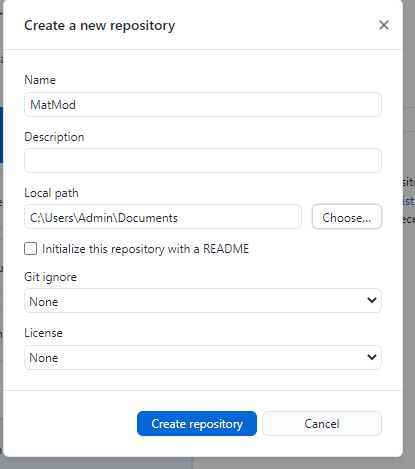 Create a new repository
Name
MatMod
Description
Local path
C:\Users\Admin\Documents
Choose...
Initialize this repository with a README
Git ignore
None
License
None
Create repository
Cancel